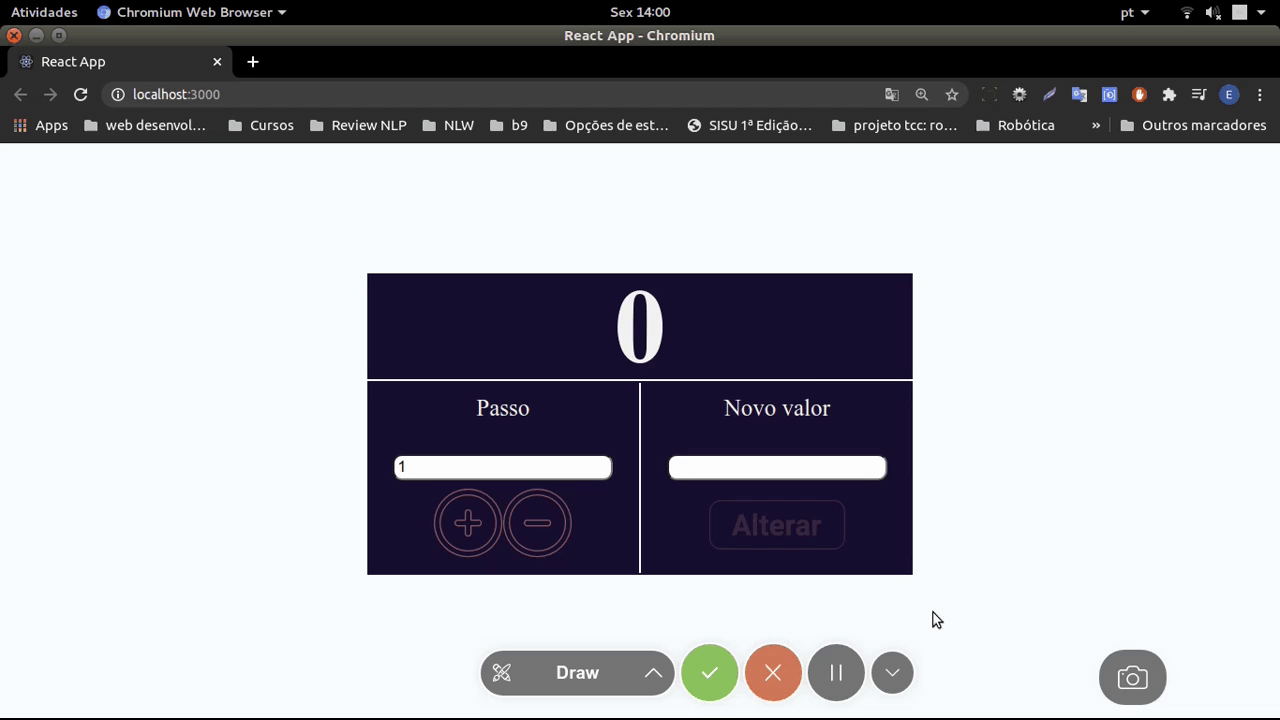 Atividades Chromium Web Browser Sex 14:00 pt
React App - Chromium
React App
localhost:3000
E
Apps web desenvol... Cursos Review NLP NLW b9 Opções de est... SISU 1ª Edição... projeto tcc: ro... Robótica » Outros marcadores
0
Passo Novo valor
1
Alterar
Draw